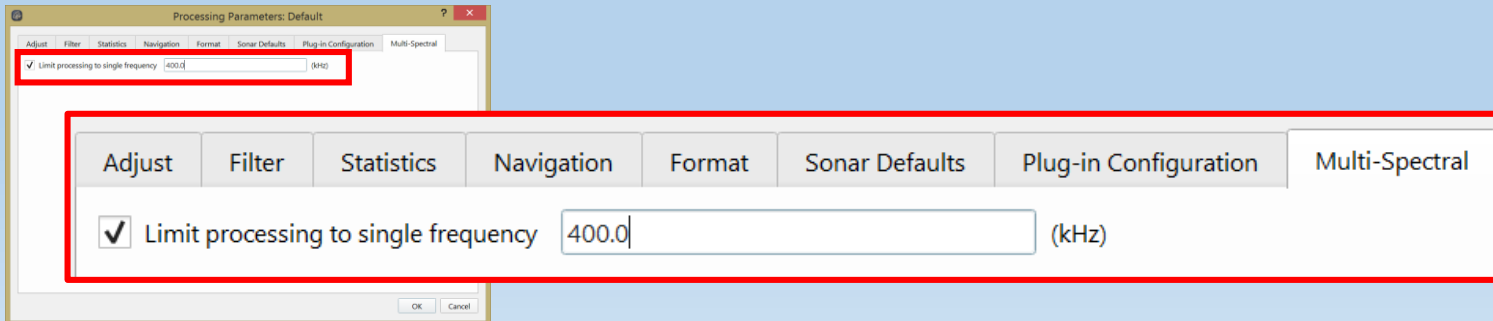 Processing Parameters: Default ? ×
Adjust Filter Statistics Navigation Format Sonar Defaults Plug-in Configuration Multi-Spectral
Limit processing to single frequency 400.0 (kHz)
Adjust Filter Statistics Navigation Format Sonar Defaults Plug-in Configuration Multi-Spectral
Limit processing to single frequency 400.0 (kHz)
OK Cancel